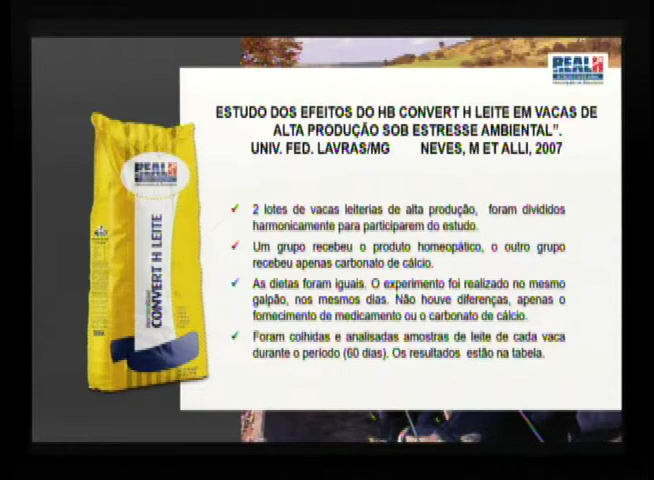 REALH
ESTUDO DOS EFEITOS DO HB CONVERT H LEITE EM VACAS DE
ALTA PRODUÇÃO SOB ESTRESSE AMBIENTAL”.
UNIV. FED. LAVRAS/MG NEVES, M ET ALLI, 2007
REALH
CONVERT H LEITE
2 lotes de vacas leiterias de alta produção, foram divididos
harmonicamente para participarem do estudo.
Um grupo recebeu o produto homeopático, o outro grupo
recebeu apenas carbonato de cálcio.
As dietas foram iguais. O experimento foi realizado no mesmo
galpão, nos mesmos dias. Não houve diferenças, apenas o
fornecimento de medicamento ou o carbonato de cálcio.
Foram colhidas e analisadas amostras de leite de cada vaca
durante o período (60 dias). Os resultados estão na tabela.